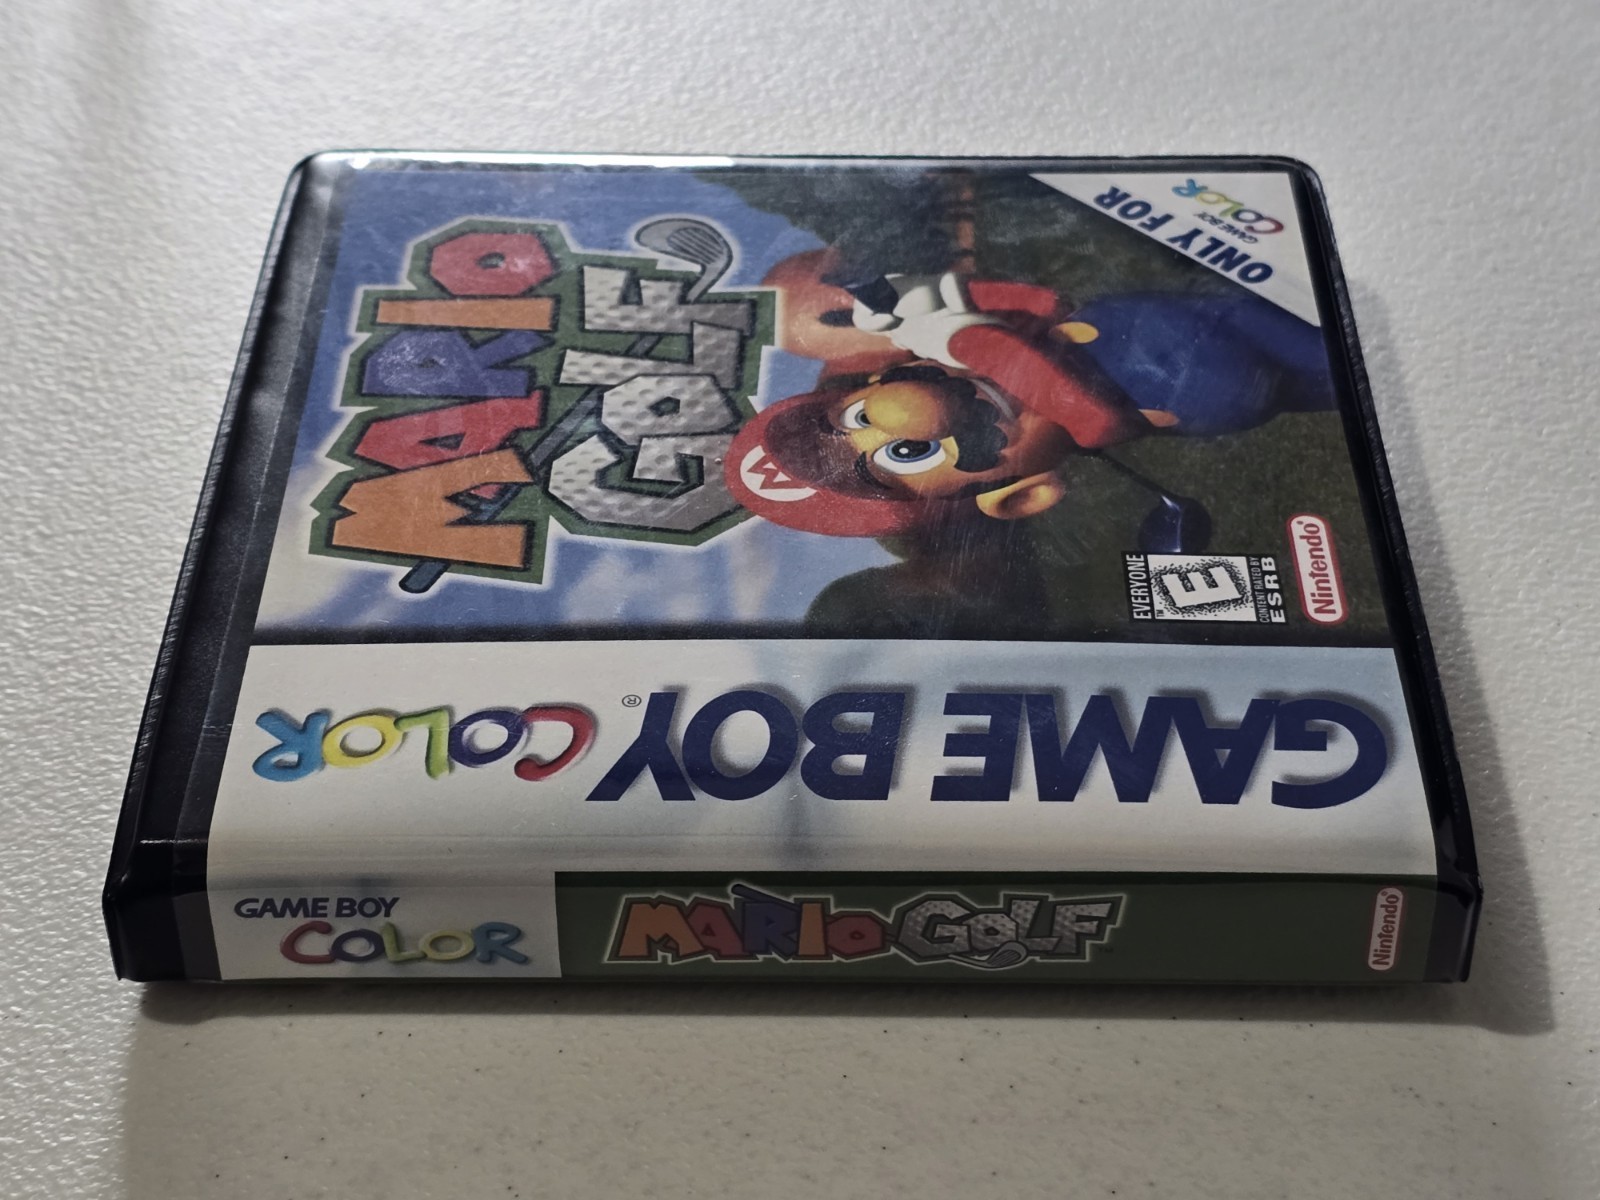 ONLY FOR
GAME BOY
COLOR
MARIO
GOLF
M
EVERYONE
E
™
CONTENT RATED BY
ESRB
Nintendo®
GAME BOY
COLOR®
GAME BOY
COLOR
MARIO GOLF
Nintendo®